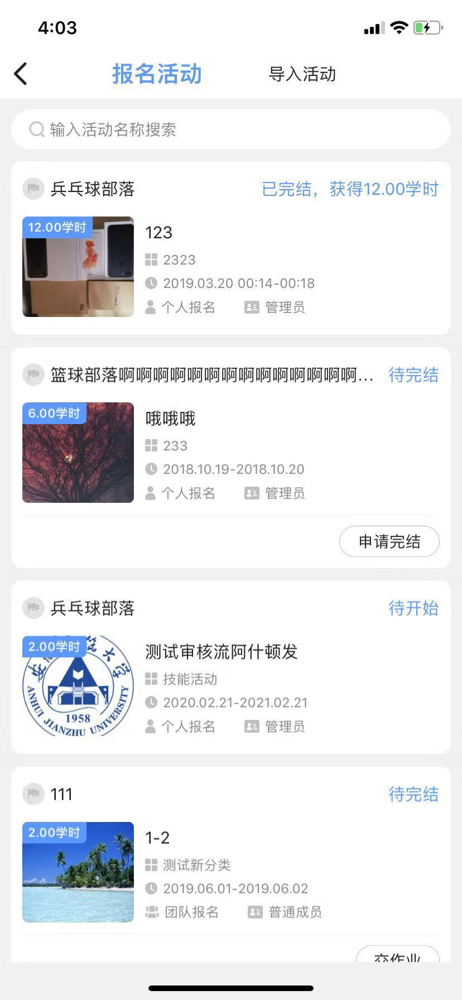 4:03
报名活动
导入活动
输入活动名称搜索
兵乓球部落
已完结，获得12.00学时
12.00学时
123
2323
2019.03.20 00:14-00:18
个人报名
管理员
篮球部落啊啊啊啊啊啊啊啊啊啊啊啊啊啊...
待完结
6.00学时
哦哦哦
233
2018.10.19-2018.10.20
个人报名
管理员
申请完结
兵乓球部落
待开始
2.00学时
ANHUI JIANZHU UNIVERSITY
1958
测试审核流阿什顿发
技能活动
2020.02.21-2021.02.21
个人报名
管理员
111
待完结
2.00学时
1-2
测试新分类
2019.06.01-2019.06.02
团队报名
普通成员
交作业